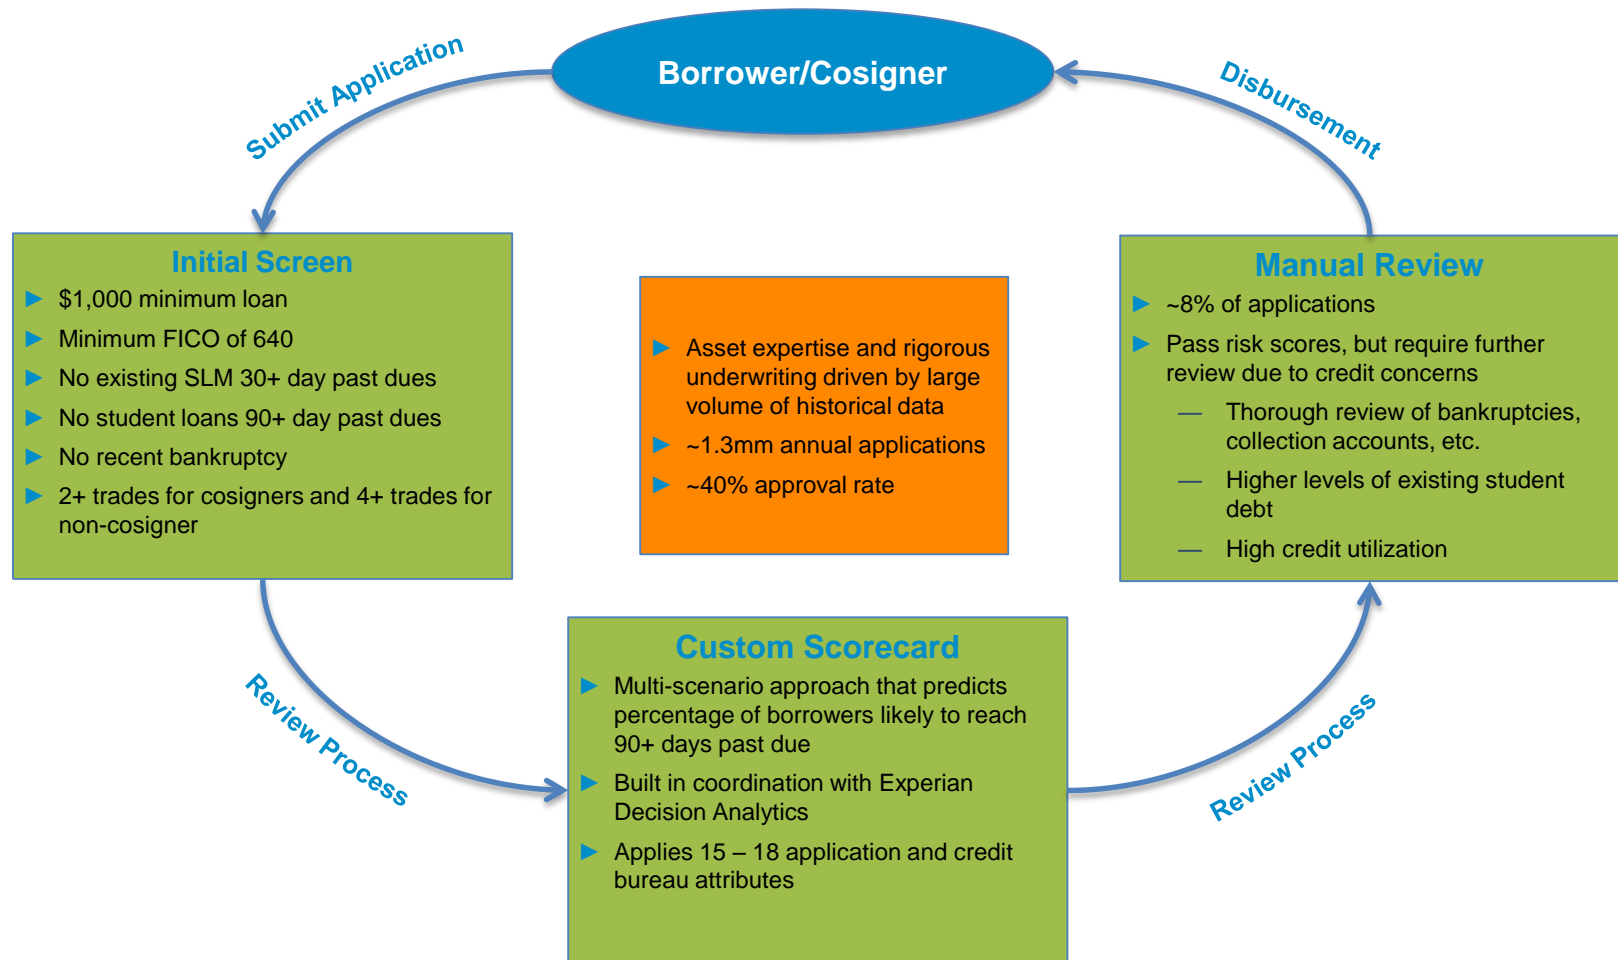 Borrower/Cosigner
Submit Application
Disbursement
Initial Screen
► $1,000 minimum loan
► Minimum FICO of 640
► No existing SLM 30+ day past dues
► No student loans 90+ day past dues
► No recent bankruptcy
► 2+ trades for cosigners and 4+ trades for
non-cosigner
► Asset expertise and rigorous
underwriting driven by large
volume of historical data
► ~1.3mm annual applications
► ~40% approval rate
Manual Review
► ~8% of applications
► Pass risk scores, but require further
review due to credit concerns
— Thorough review of bankruptcies,
collection accounts, etc.
— Higher levels of existing student
debt
— High credit utilization
Review Process
Custom Scorecard
► Multi-scenario approach that predicts
percentage of borrowers likely to reach
90+ days past due
► Built in coordination with Experian
Decision Analytics
► Applies 15 – 18 application and credit
bureau attributes
Review Process